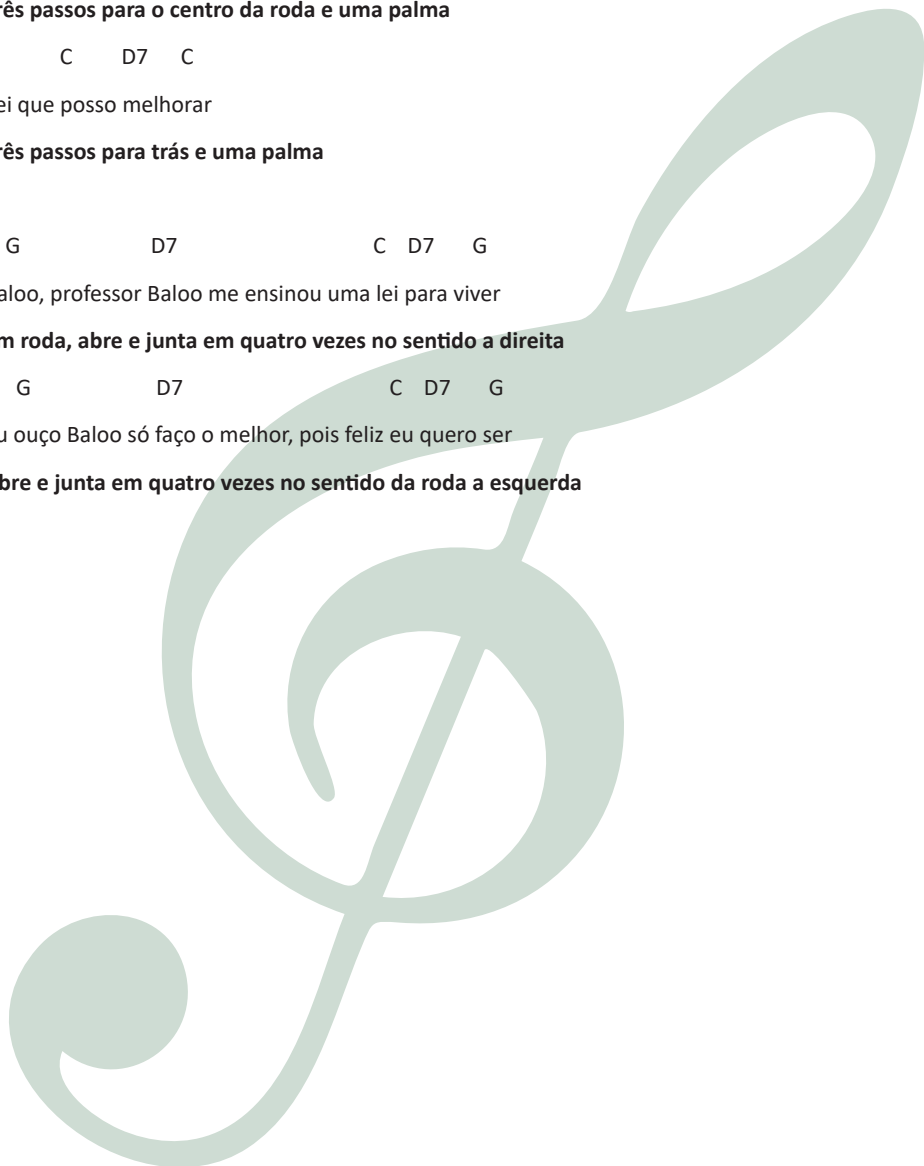 rês passos para o centro da roda e uma palma
C D7 C
ei que posso melhorar
rês passos para trás e uma palma
G D7 C D7 G
aloo, professor Baloo me ensinou uma lei para viver
m roda, abre e junta em quatro vezes no sentido a direita
G D7 C D7 G
u ouço Baloo só faço o melhor, pois feliz eu quero ser
bre e junta em quatro vezes no sentido da roda a esquerda